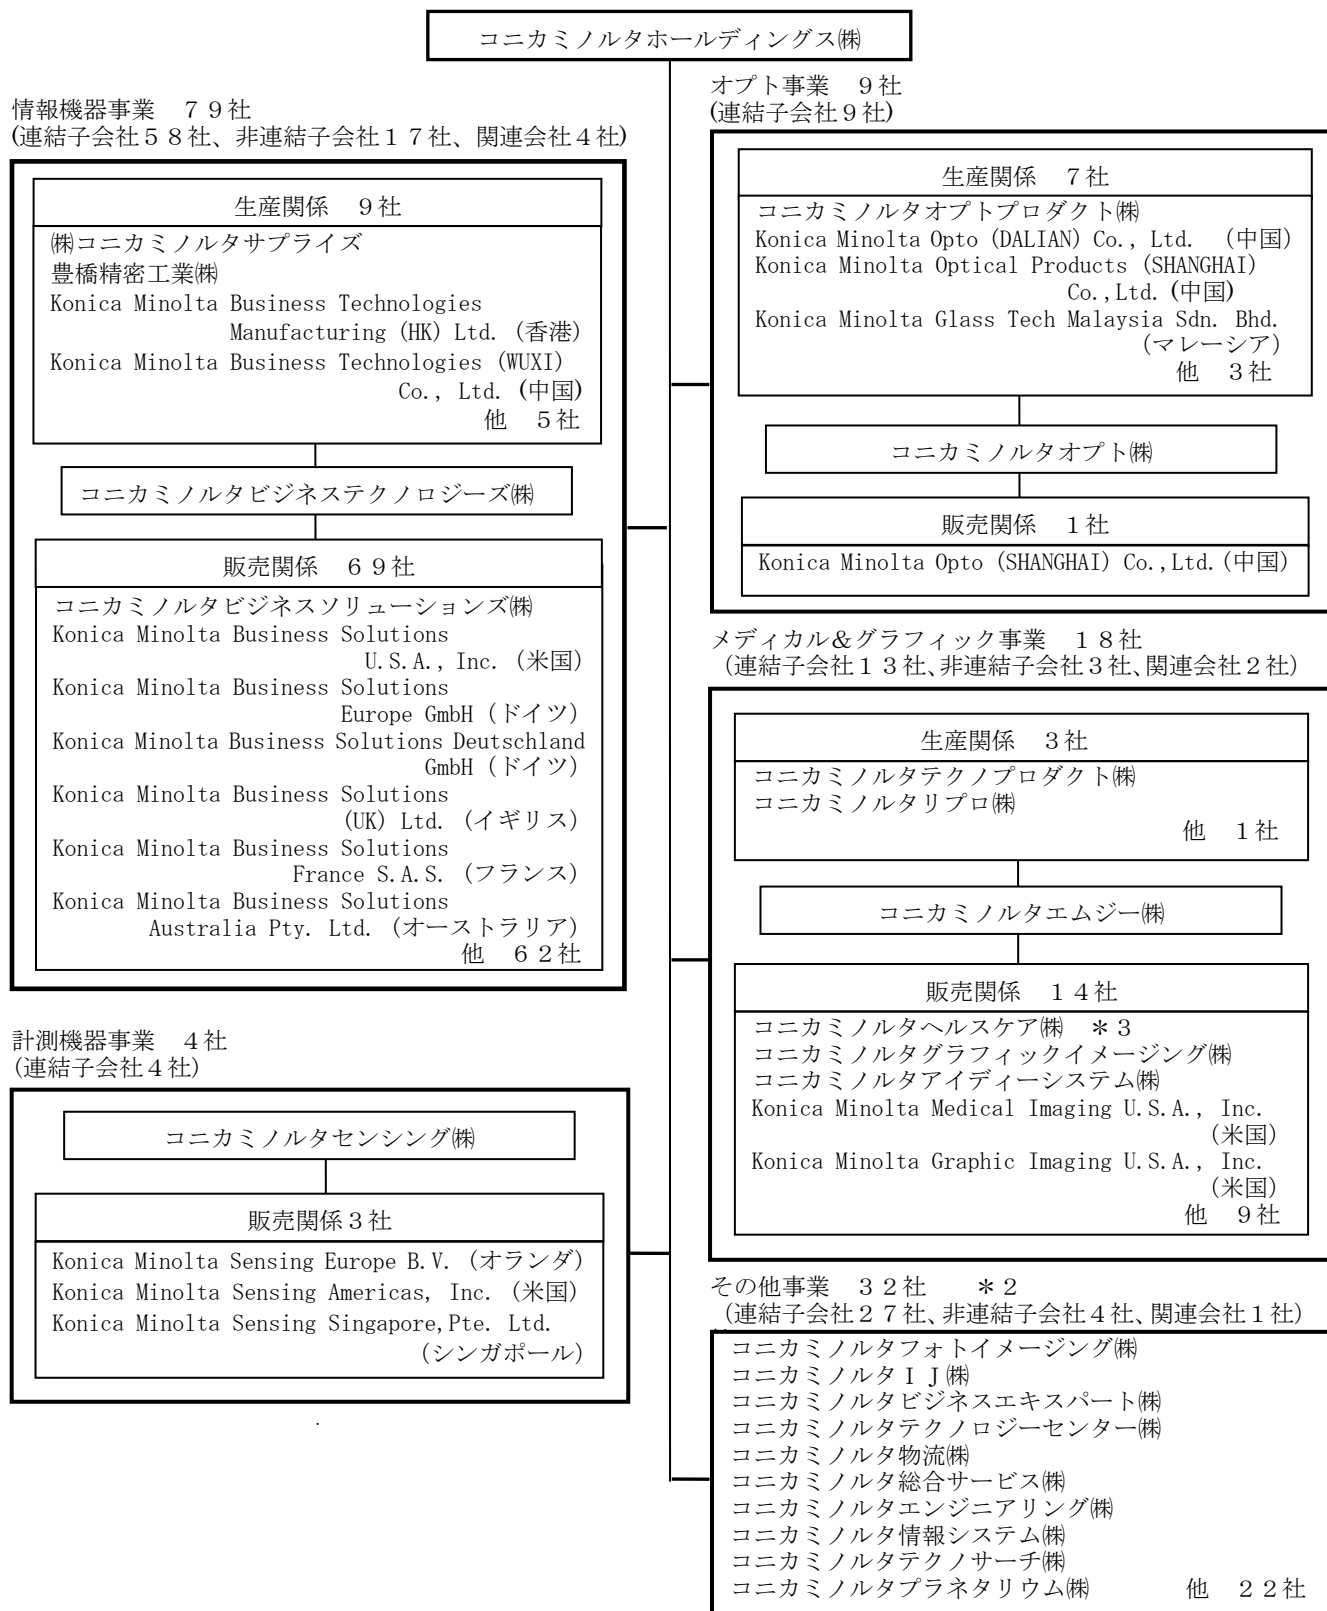 コニカミノルタホールディングス㈱
情報機器事業　７９社
(連結子会社５８社、非連結子会社１７社、関連会社４社)
生産関係　９社
㈱コニカミノルタサプライズ
豊橋精密工業㈱
Konica Minolta Business Technologies
Manufacturing (HK) Ltd. (香港)
Konica Minolta Business Technologies (WUXI)
Co., Ltd. (中国)
他　５社
コニカミノルタビジネステクノロジーズ㈱
販売関係　６９社
コニカミノルタビジネスソリューションズ㈱
Konica Minolta Business Solutions
U.S.A., Inc. (米国)
Konica Minolta Business Solutions
Europe GmbH (ドイツ)
Konica Minolta Business Solutions Deutschland
GmbH (ドイツ)
Konica Minolta Business Solutions
(UK) Ltd. (イギリス)
Konica Minolta Business Solutions
France S.A.S. (フランス)
Konica Minolta Business Solutions
Australia Pty. Ltd. (オーストラリア)
他　６２社
計測機器事業　４社
(連結子会社４社)
コニカミノルタセンシング㈱
販売関係３社
Konica Minolta Sensing Europe B.V. (オランダ)
Konica Minolta Sensing Americas, Inc. (米国)
Konica Minolta Sensing Singapore,Pte. Ltd.
(シンガポール)
オプト事業　９社
(連結子会社９社)
生産関係　７社
コニカミノルタオプトプロダクト㈱
Konica Minolta Opto (DALIAN) Co., Ltd. (中国)
Konica Minolta Optical Products (SHANGHAI)
Co.,Ltd. (中国)
Konica Minolta Glass Tech Malaysia Sdn. Bhd.
(マレーシア)
他　３社
コニカミノルタオプト㈱
販売関係　１社
Konica Minolta Opto (SHANGHAI) Co.,Ltd.(中国)
メディカル＆グラフィック事業　１８社
(連結子会社１３社､非連結子会社３社､関連会社２社)
生産関係　３社
コニカミノルタテクノプロダクト㈱
コニカミノルタリプロ㈱
他　１社
コニカミノルタエムジー㈱
販売関係　１４社
コニカミノルタヘルスケア㈱　＊３
コニカミノルタグラフィックイメージング㈱
コニカミノルタアイディーシステム㈱
Konica Minolta Medical Imaging U.S.A., Inc.
(米国)
Konica Minolta Graphic Imaging U.S.A., Inc.
(米国)
他　９社
その他事業　３２社　　＊２
(連結子会社２７社､非連結子会社４社､関連会社１社)
コニカミノルタフォトイメージング㈱
コニカミノルタＩＪ㈱
コニカミノルタビジネスエキスパート㈱
コニカミノルタテクノロジーセンター㈱
コニカミノルタ物流㈱
コニカミノルタ総合サービス㈱
コニカミノルタエンジニアリング㈱
コニカミノルタ情報システム㈱
コニカミノルタテクノサーチ㈱
コニカミノルタプラネタリウム㈱　　　他　２２社